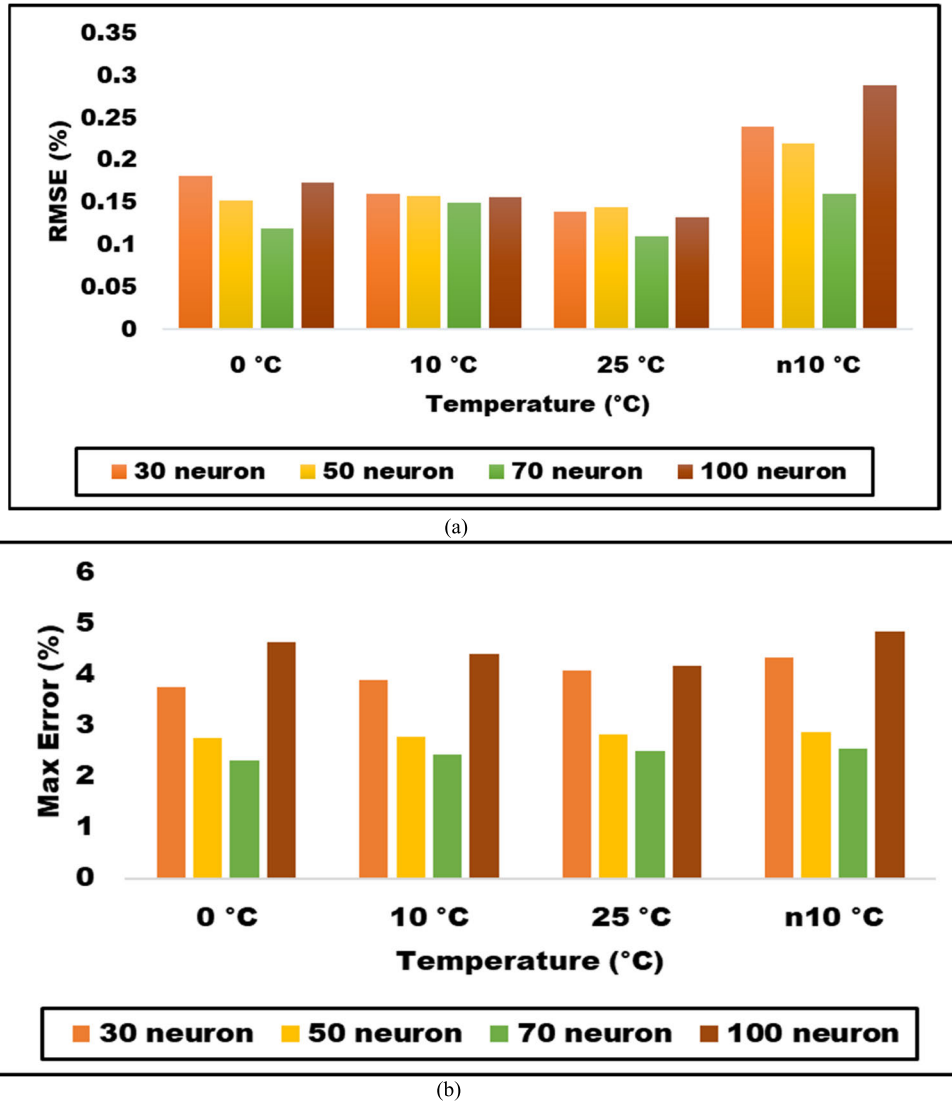 0.35
0.3
0.25
0.2
0.15
0.1
0.05
0
RMSE (%)
0 °C 10 °C 25 °C n10 °C
Temperature (°C)
30 neuron 50 neuron 70 neuron 100 neuron
(a)
6
5
4
3
2
1
0
Max Error (%)
0 °C 10 °C 25 °C n10 °C
Temperature (°C)
30 neuron 50 neuron 70 neuron 100 neuron
(b)